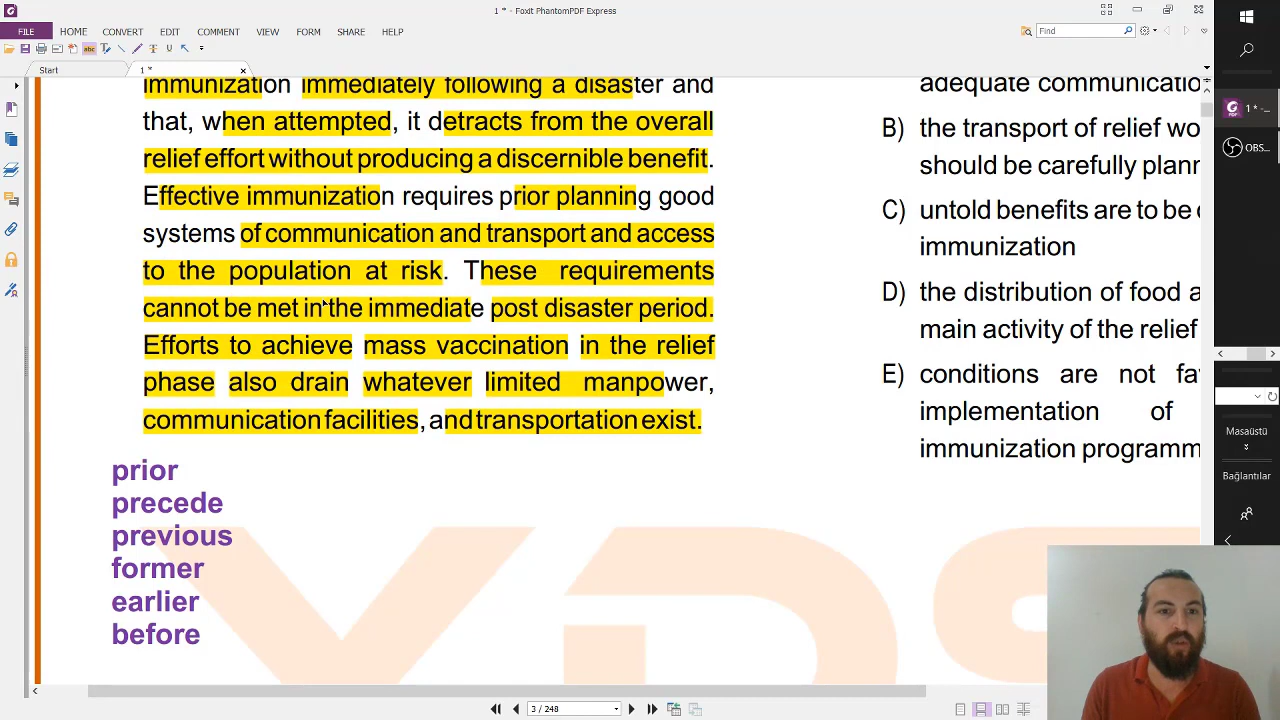 1 * - Foxit PhantomPDF Express
FILE
HOME
CONVERT
EDIT
COMMENT
VIEW
FORM
SHARE
HELP
Find
abc
Start
1 *
immunization immediately following a disaster and
that, when attempted, it detracts from the overall
relief effort without producing a discernible benefit.
Effective immunization requires prior planning good
systems of communication and transport and access
to the population at risk. These requirements
cannot be met in the immediate post disaster period.
Efforts to achieve mass vaccination in the relief
phase also drain whatever limited manpower,
communication facilities, and transportation exist.
prior
precede
previous
former
earlier
before
adequate communicatio
B) the transport of relief wo
should be carefully plann
C) untold benefits are to be
immunization
D) the distribution of food a
main activity of the relief
E) conditions are not fa
implementation of
immunization programm
YDS
3 / 248
1 * -...
OBS...
Masaüstü
Bağlantılar